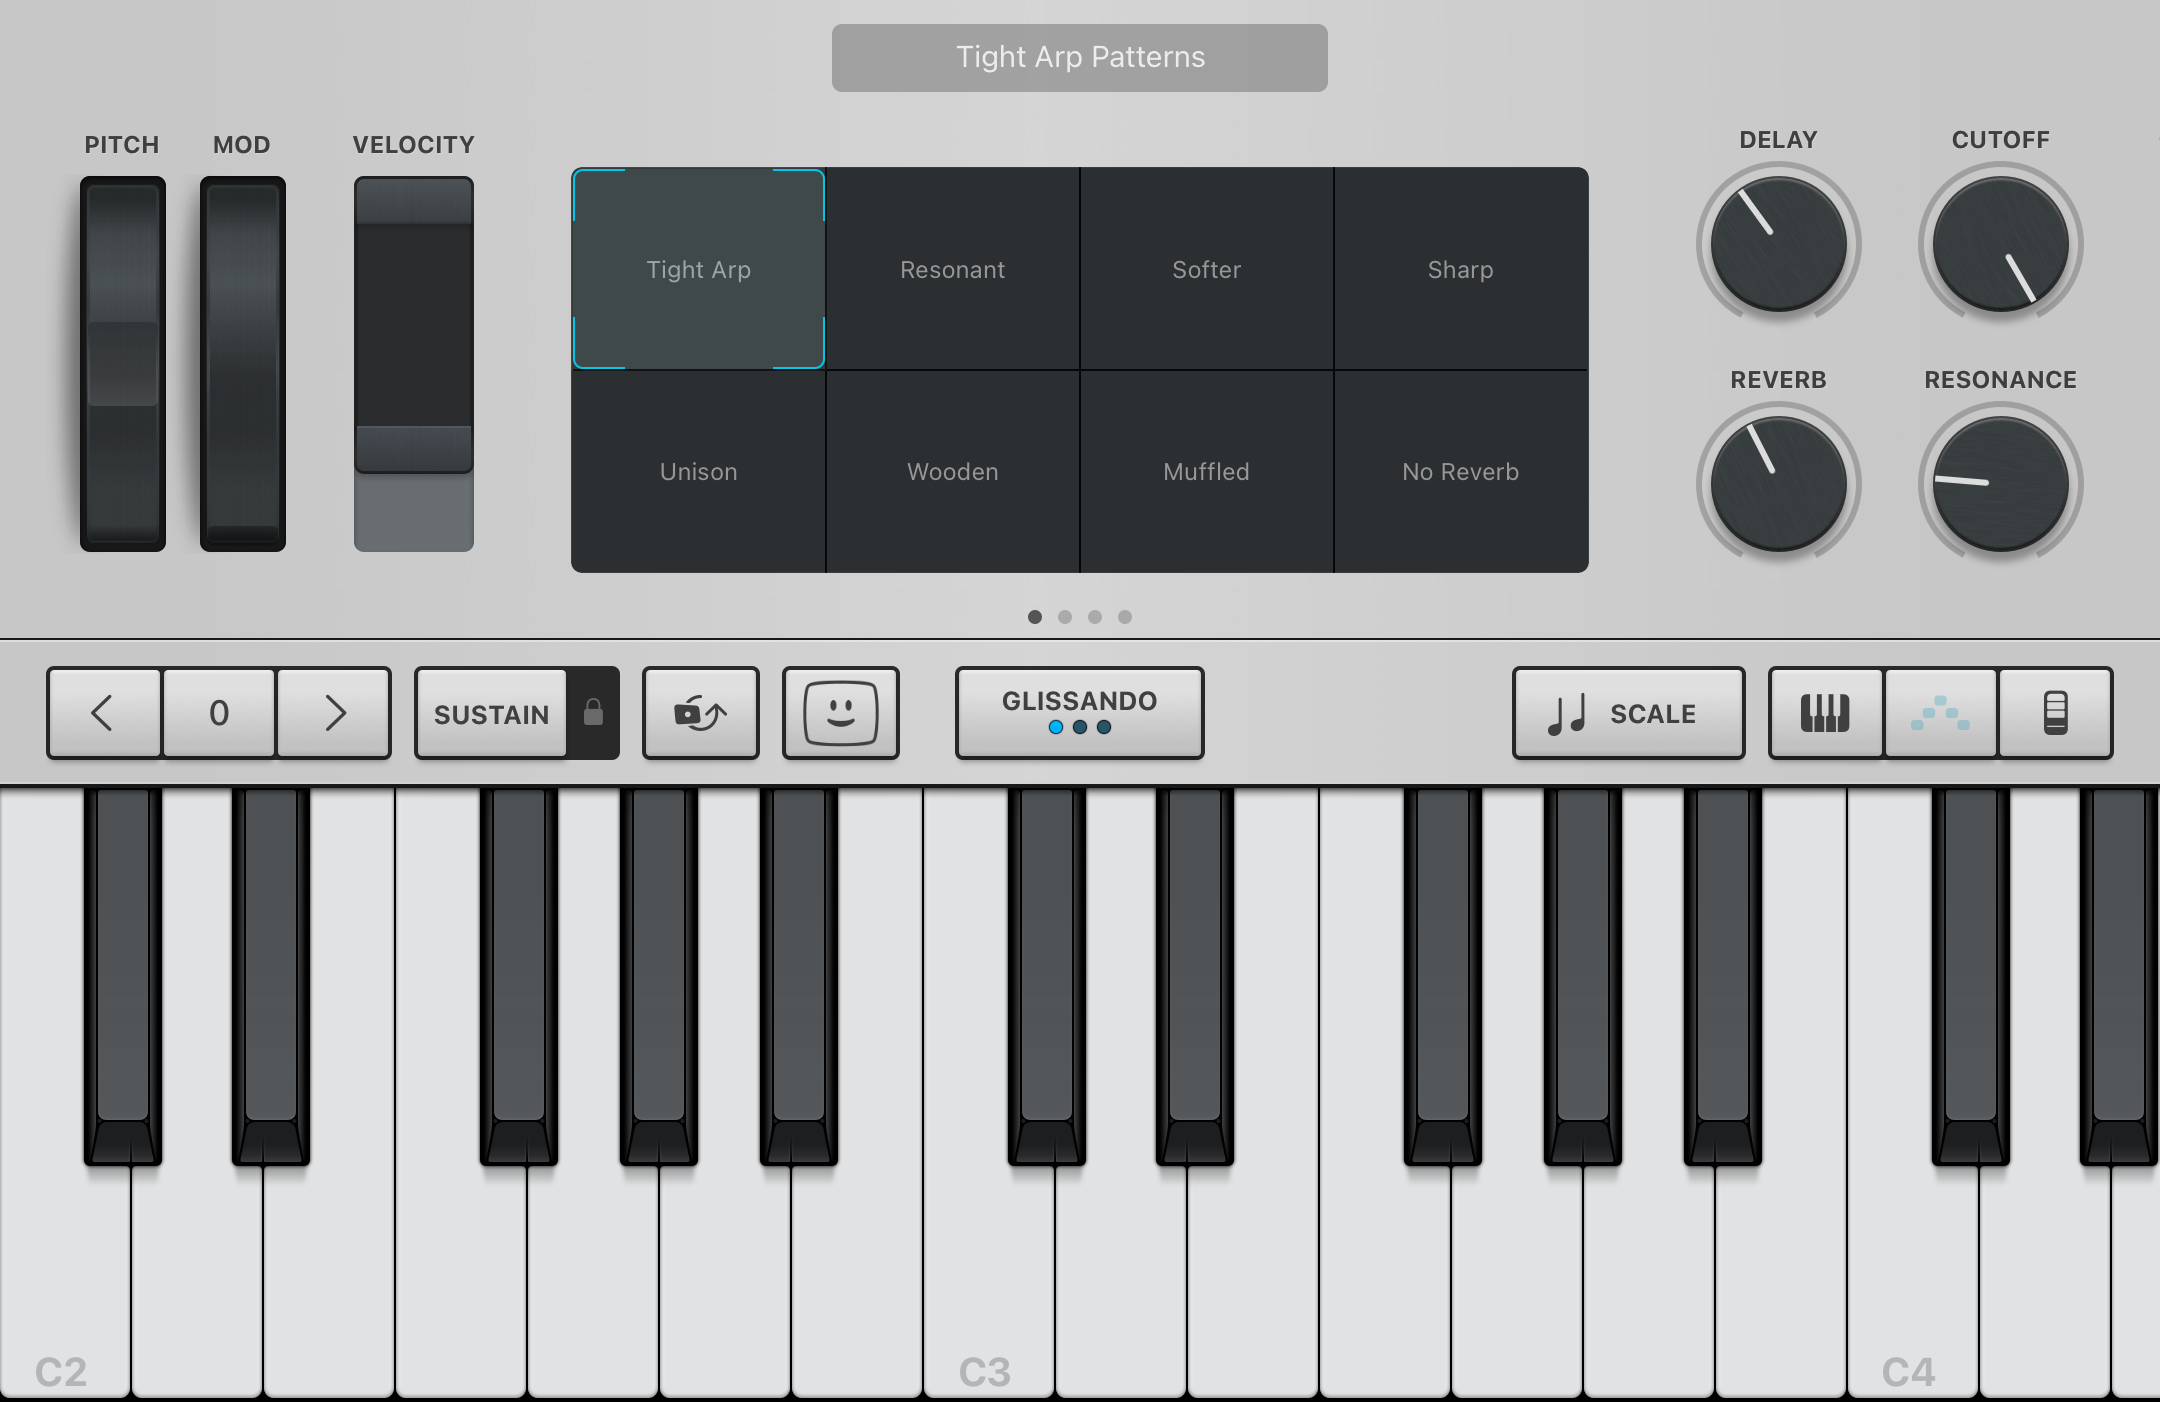 Tight Arp Patterns
PITCH MOD VELOCITY
DELAY CUTOFF
Tight Arp Resonant Softer Sharp
REVERB RESONANCE
Unison Wooden Muffled No Reverb
0 SUSTAIN GLISSANDO SCALE
C2 C3 C4